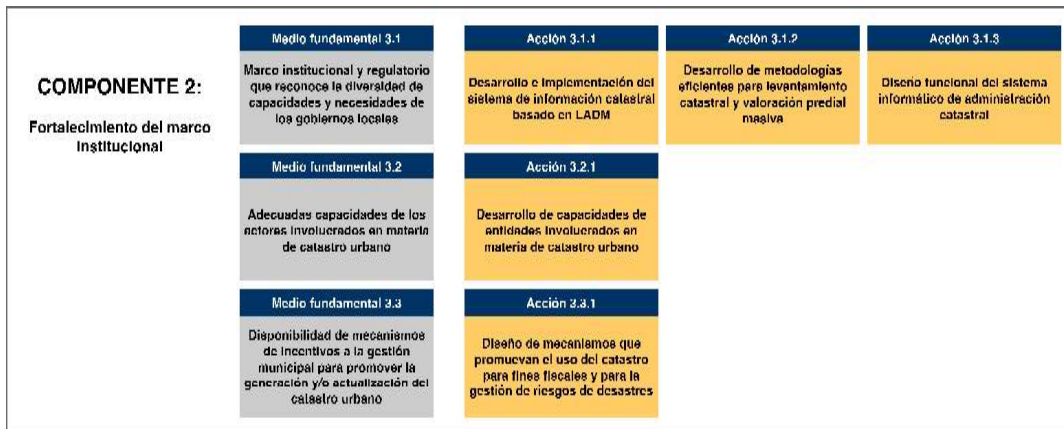 COMPONENTE 2:
Fortalecimiento del marco
institucional
Medio fundamental 3.1
Marco institucional y regulatorio
que reconoce la diversidad de
capacidades y necesidades de
los gobiernos locales
Acción 3.1.1
Desarrollo e implementación del
sistema de información catastral
basado en LADM
Acción 3.1.2
Desarrollo de metodologías
eficientes para levantamiento
catastral y valoración predial
masiva
Acción 3.1.3
Diseño funcional del sistema
informático de administración
catastral
Medio fundamental 3.2
Adecuadas capacidades de los
actores involucrados en materia
de catastro urbano
Acción 3.2.1
Desarrollo de capacidades de
entidades involucrados en
materia de catastro urbano
Medio fundamental 3.3
Disponibilidad de mecanismos
de incentivos a la gestión
municipal para promover la
generación y/o actualización del
catastro urbano
Acción 3.3.1
Diseño de mecanismos que
promuevan el uso del catastro
para fines fiscales y para la
gestión de riesgos de desastres